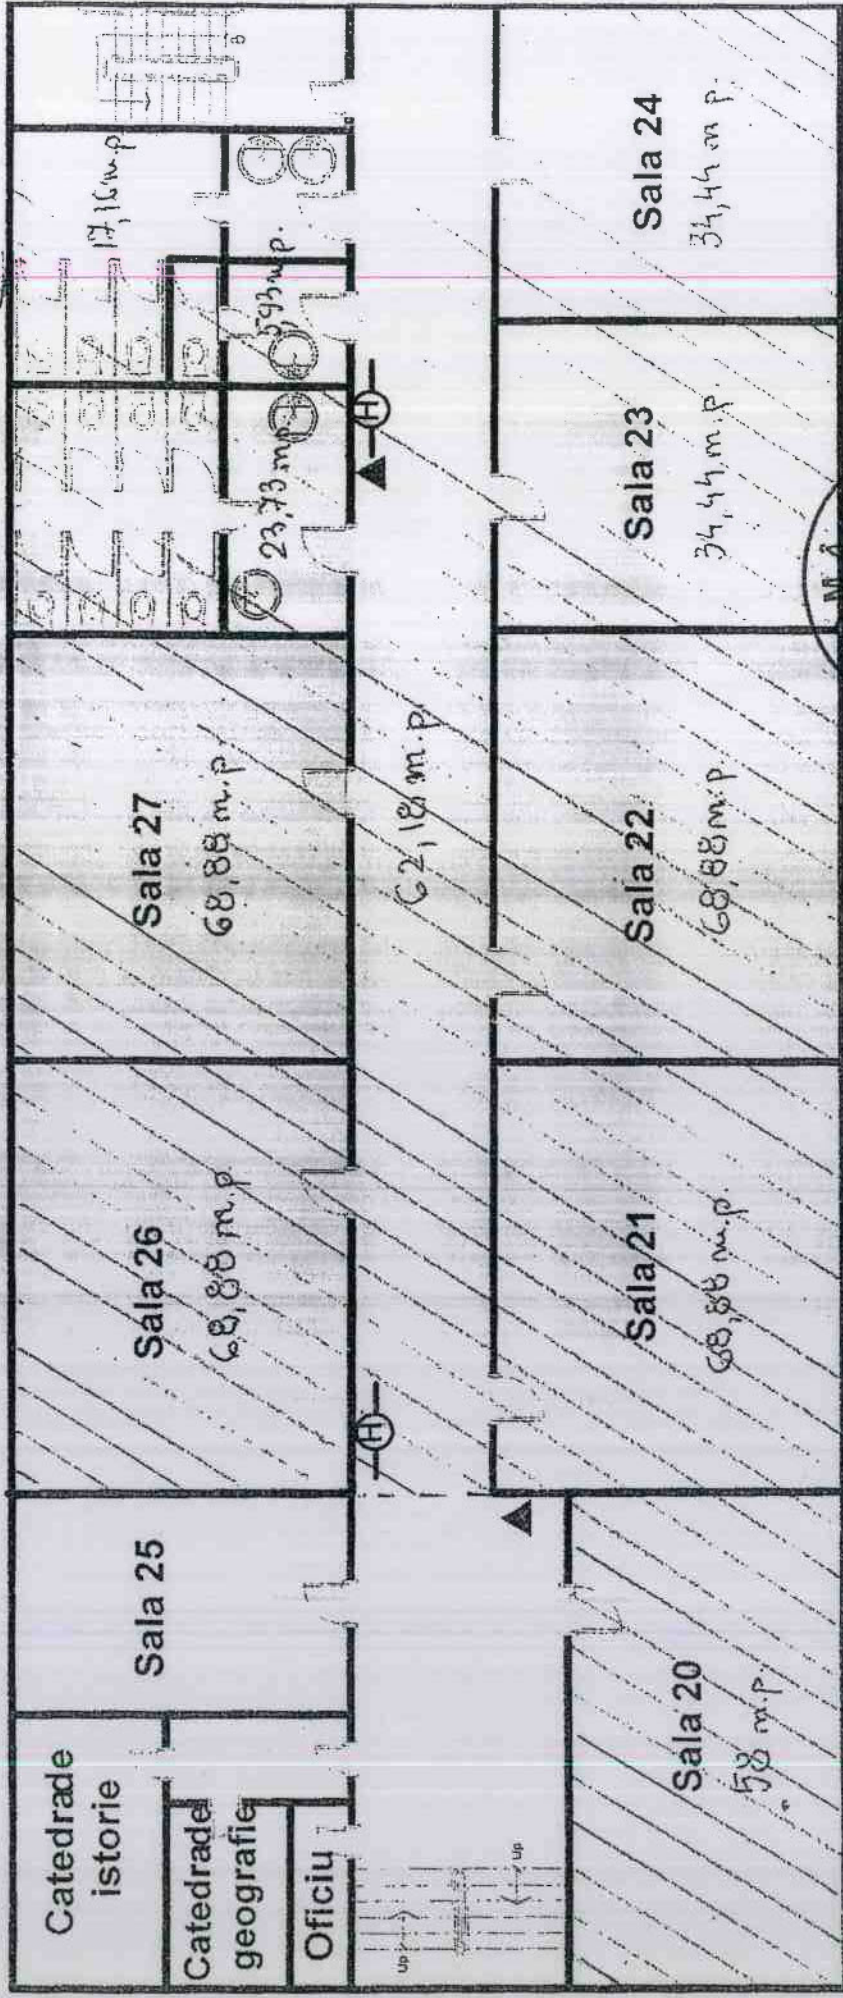 Catedrade
istorie
Catedrade
geografie
Oficiu
Sala 25
Sala 26
68,88 m.p.
Sala 27
68,88 m.p.
23,73 m.p.
5,93 m.p.
17,16 m.p.
B
H
H
62,18 m.p.
Up
Up
Sala 20
58 m.p.
Sala 21
68,88 m.p.
Sala 22
68,88 m.p
Sala 23
34,44 m.p.
Sala 24
34,44 m p.